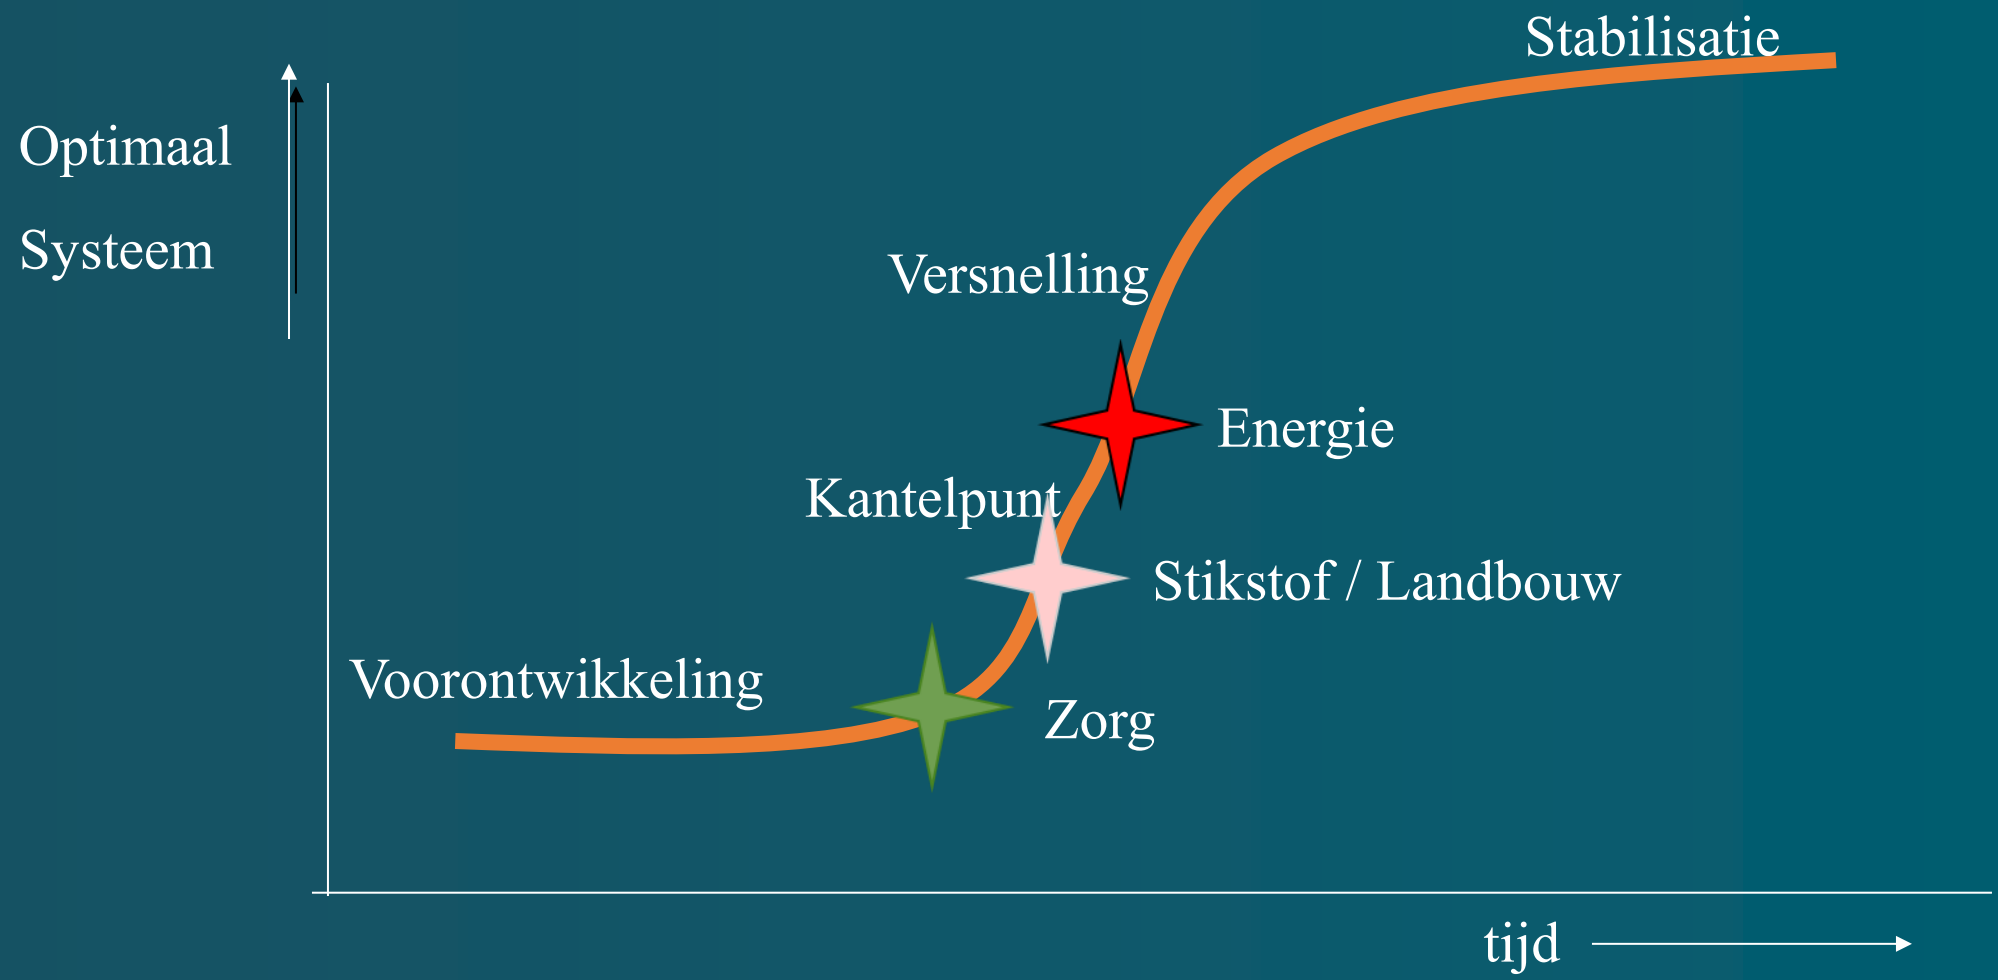 Stabilisatie
Optimaal
Systeem
Versnelling
Energie
Kantelpunt
Stikstof / Landbouw
Voorontwikkeling
Zorg
tijd